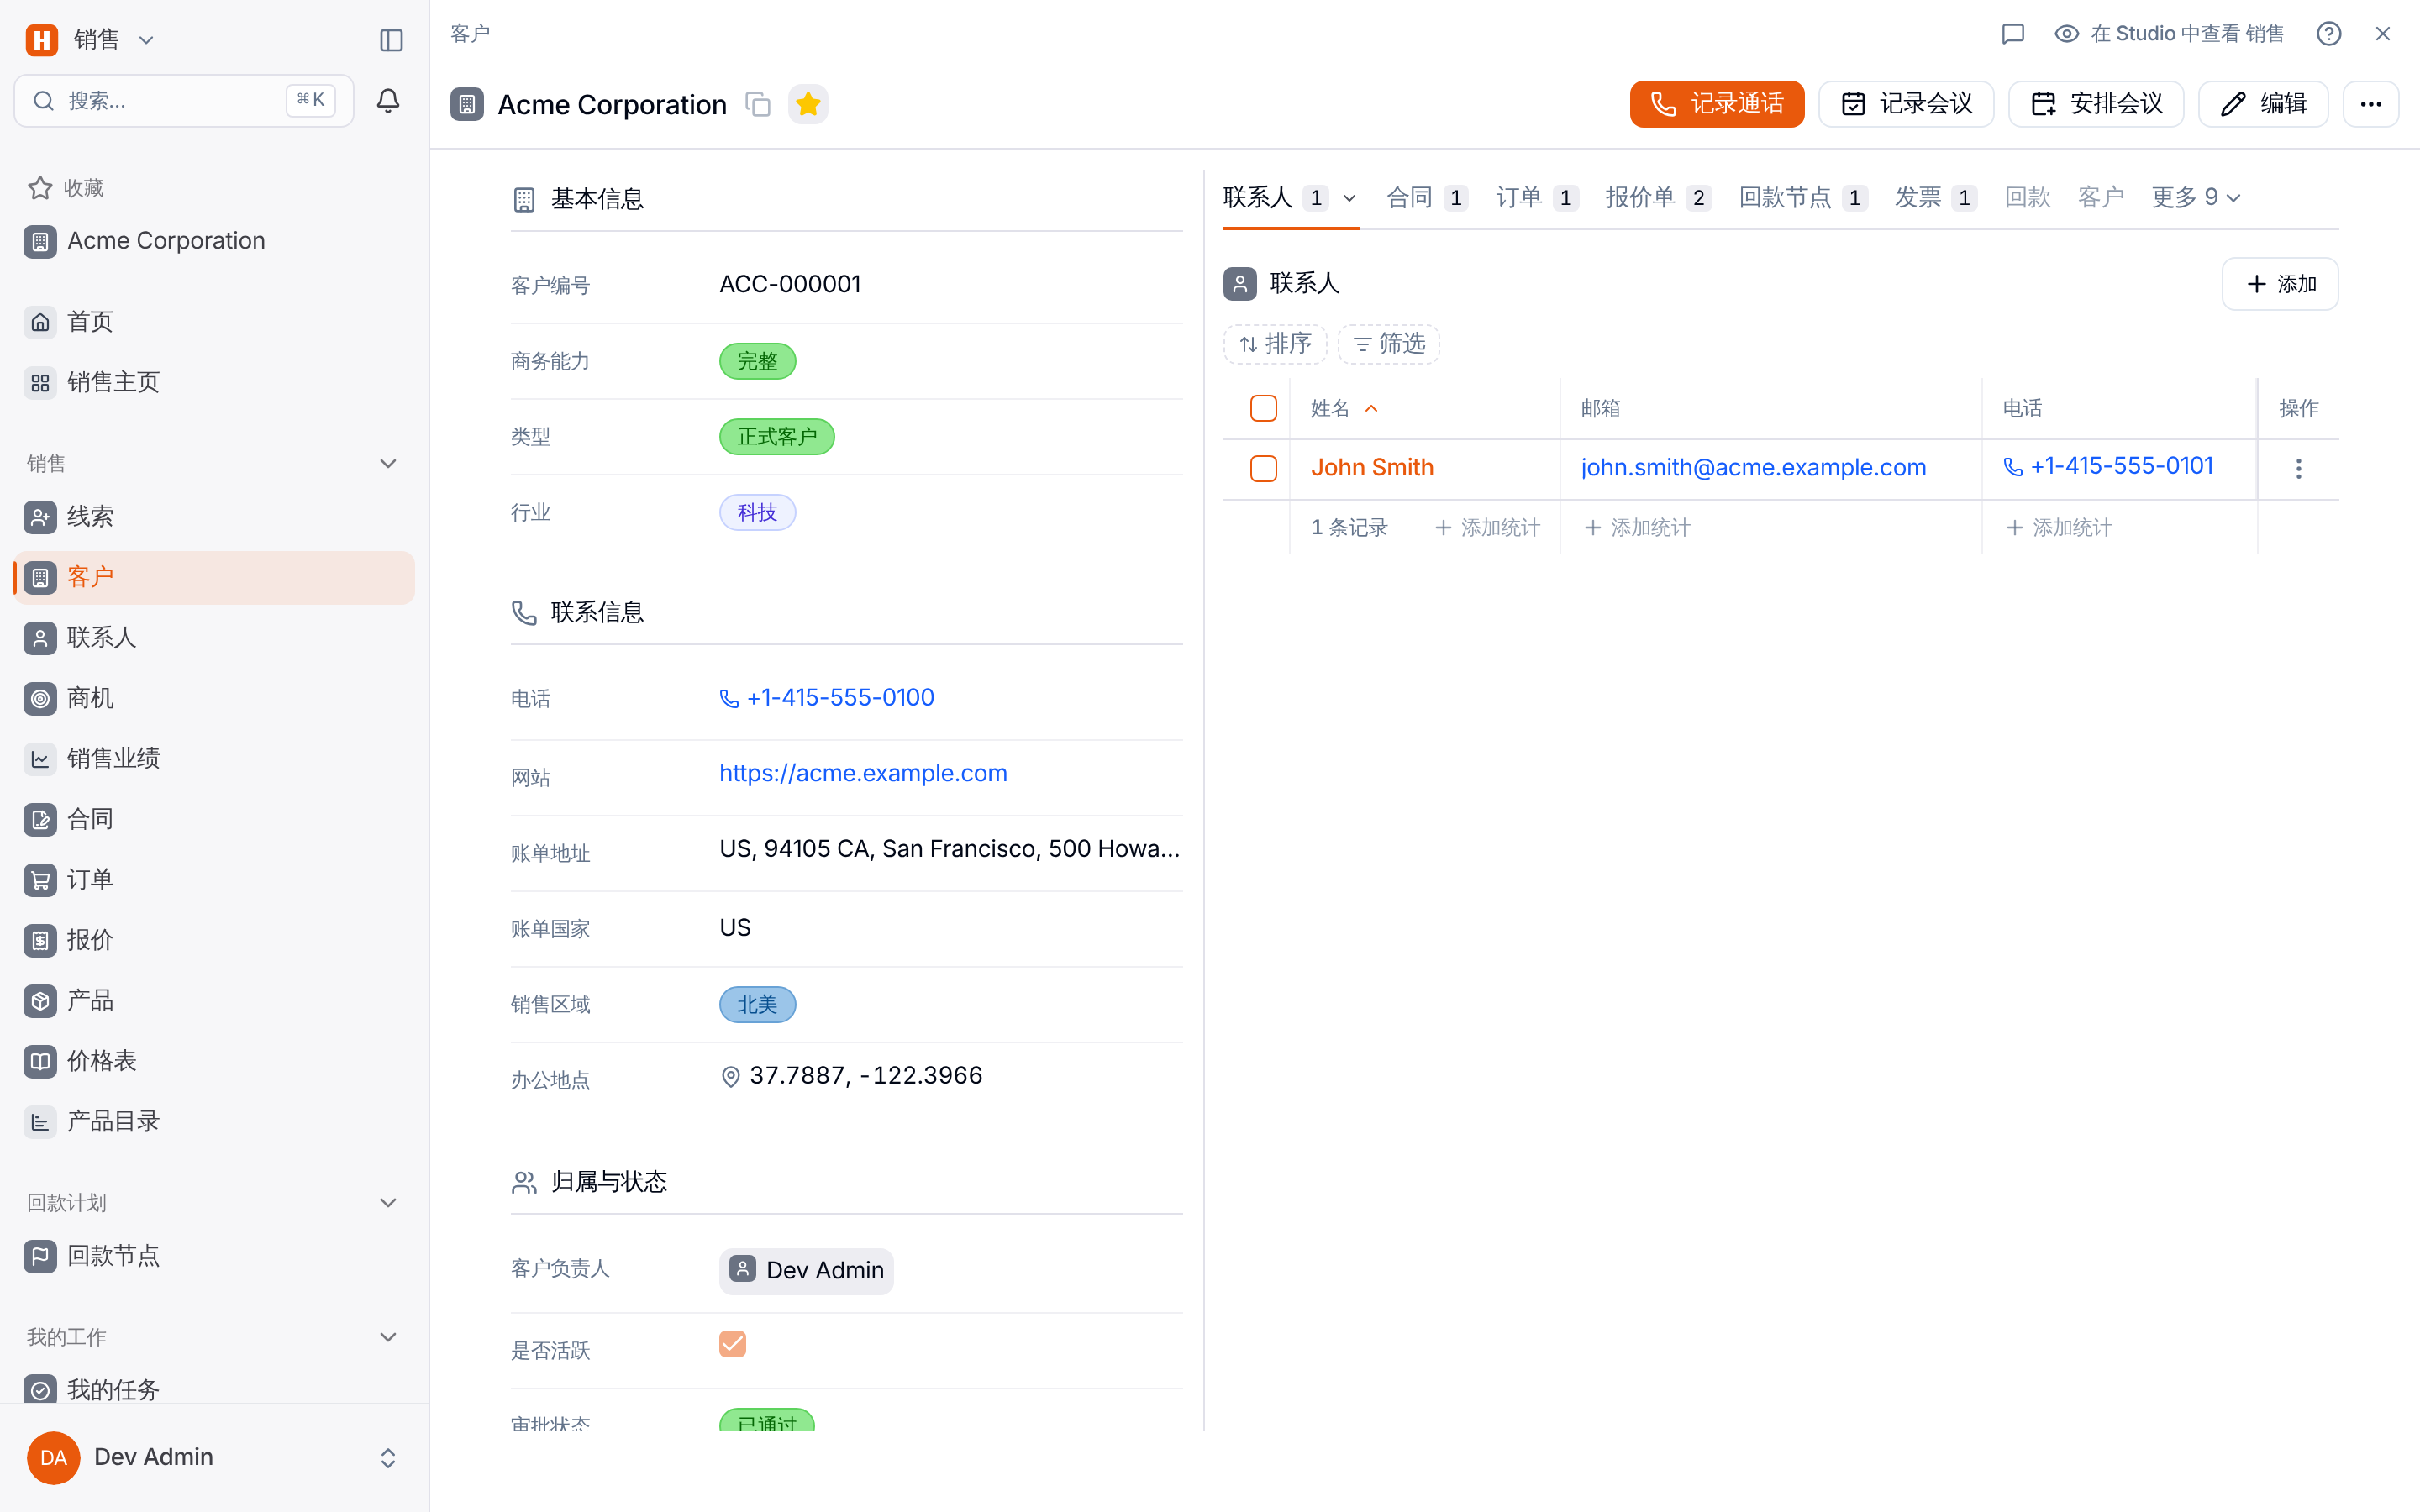 销售
搜索...
⌘K
收藏
Acme Corporation
首页
销售主页
销售
线索
客户
联系人
商机
销售业绩
合同
订单
报价
产品
价格表
产品目录
回款计划
回款节点
我的工作
我的任务
DA Dev Admin
客户
在 Studio 中查看 销售
Acme Corporation
记录通话
记录会议
安排会议
编辑
基本信息
客户编号 ACC-000001
商务能力 完整
类型 正式客户
行业 科技
联系信息
电话 +1-415-555-0100
网站 https://acme.example.com
账单地址 US, 94105 CA, San Francisco, 500 Howa...
账单国家 US
销售区域 北美
办公地点 37.7887, -122.3966
归属与状态
客户负责人 Dev Admin
是否活跃
审批状态 已通过
联系人 1 合同 1 订单 1 报价单 2 回款节点 1 发票 1 回款 客户 更多 9
联系人
添加
排序 筛选
姓名 邮箱 电话 操作
John Smith john.smith@acme.example.com +1-415-555-0101
1 条记录 添加统计 添加统计 添加统计